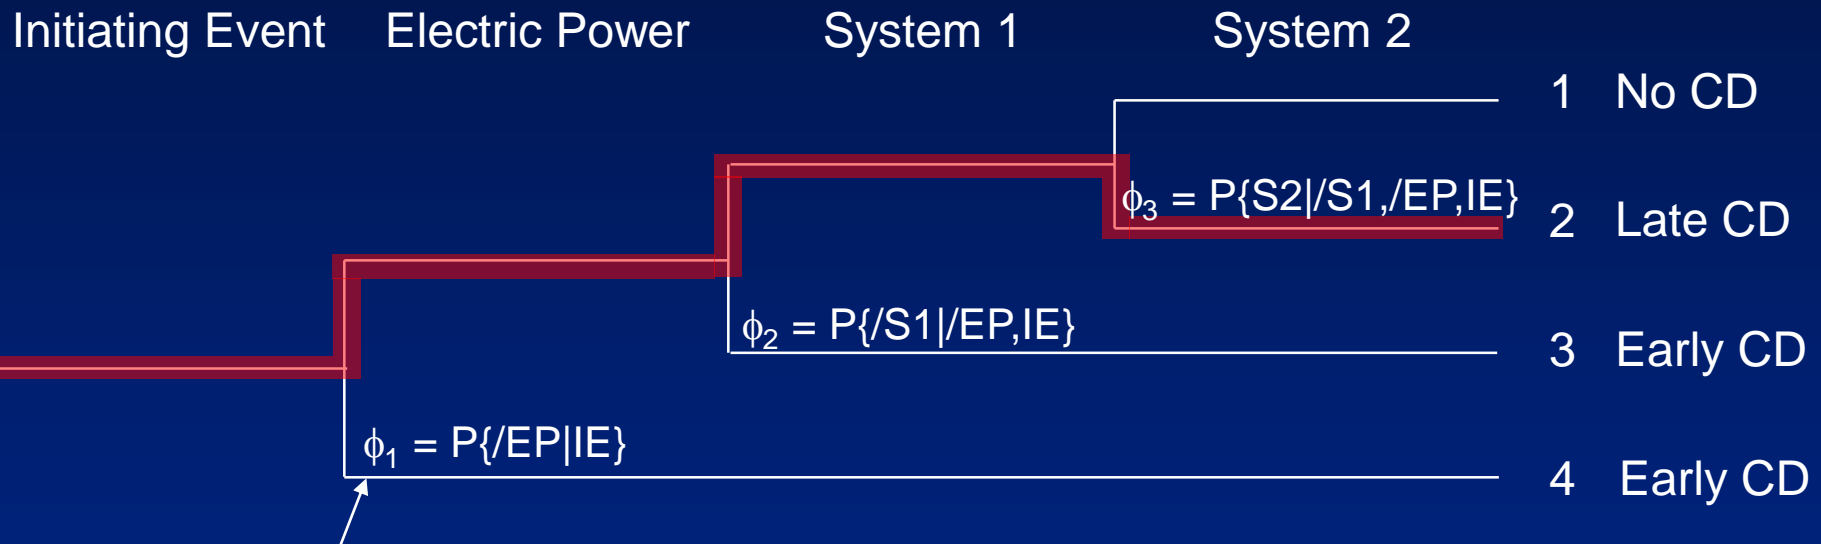 Initiating Event Electric Power System 1 System 2
1 No CD
ϕ3 = P{S2|/S1,/EP,IE}
2 Late CD
ϕ2 = P{/S1|/EP,IE}
3 Early CD
ϕ1 = P{/EP|IE}
4 Early CD